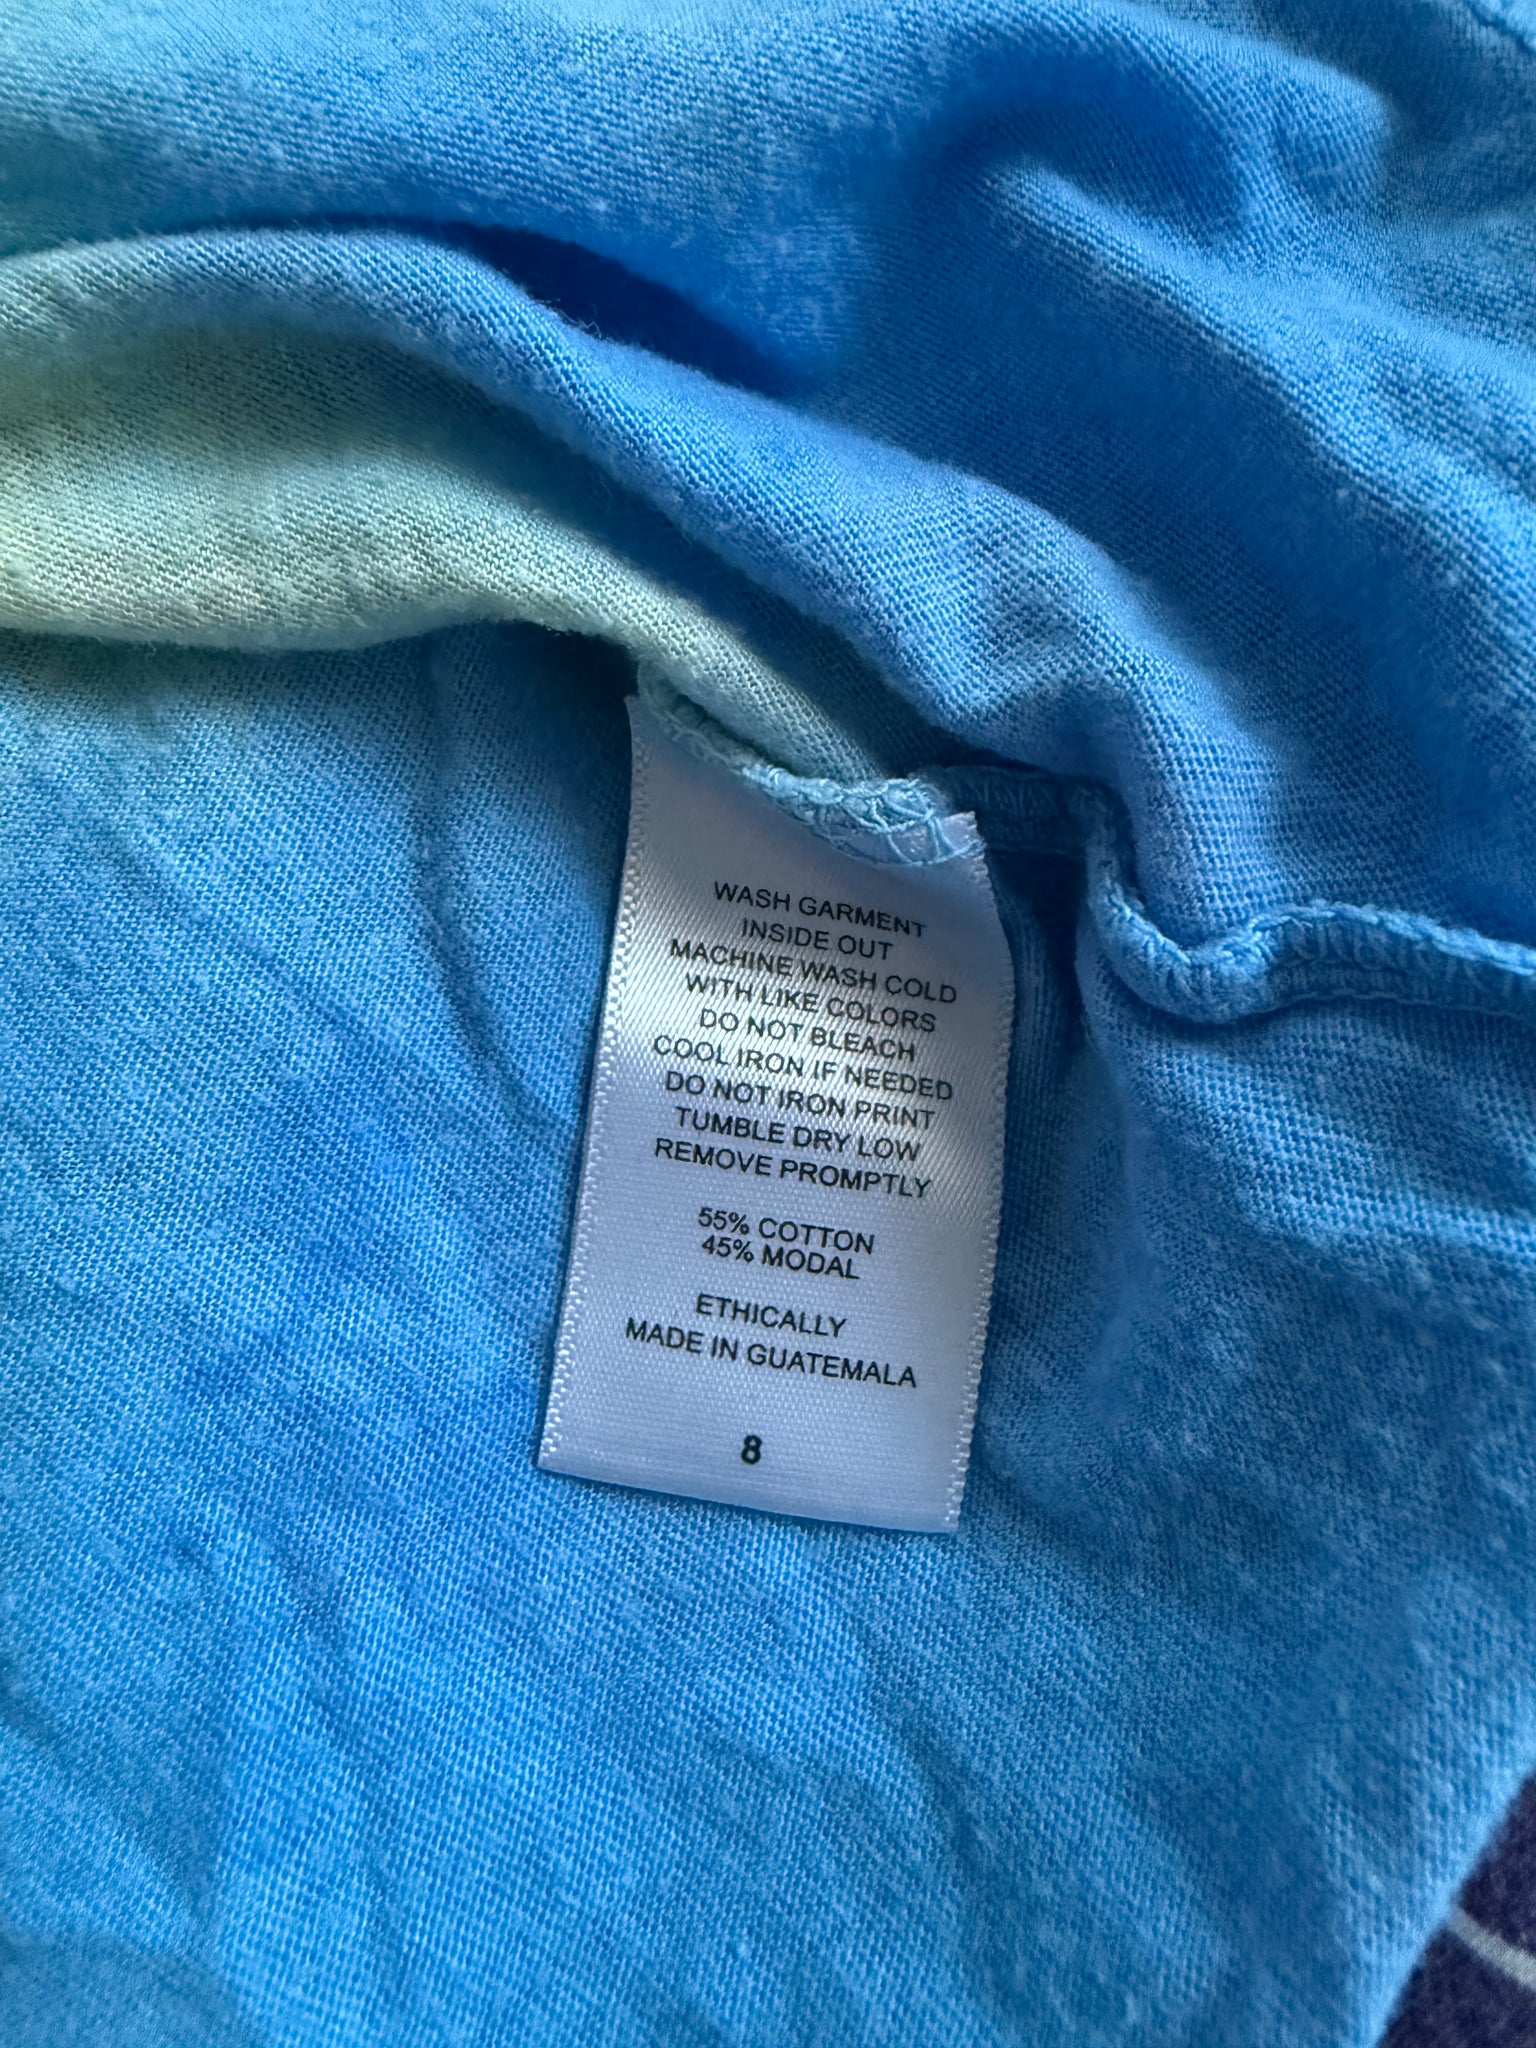 WASH GARMENT
INSIDE OUT
MACHINE WASH COLD
WITH LIKE COLORS
DO NOT BLEACH
COOL IRON IF NEEDED
DO NOT IRON PRINT
TUMBLE DRY LOW
REMOVE PROMPTLY
55% COTTON
45% MODAL
ETHICALLY
MADE IN GUATEMALA
8